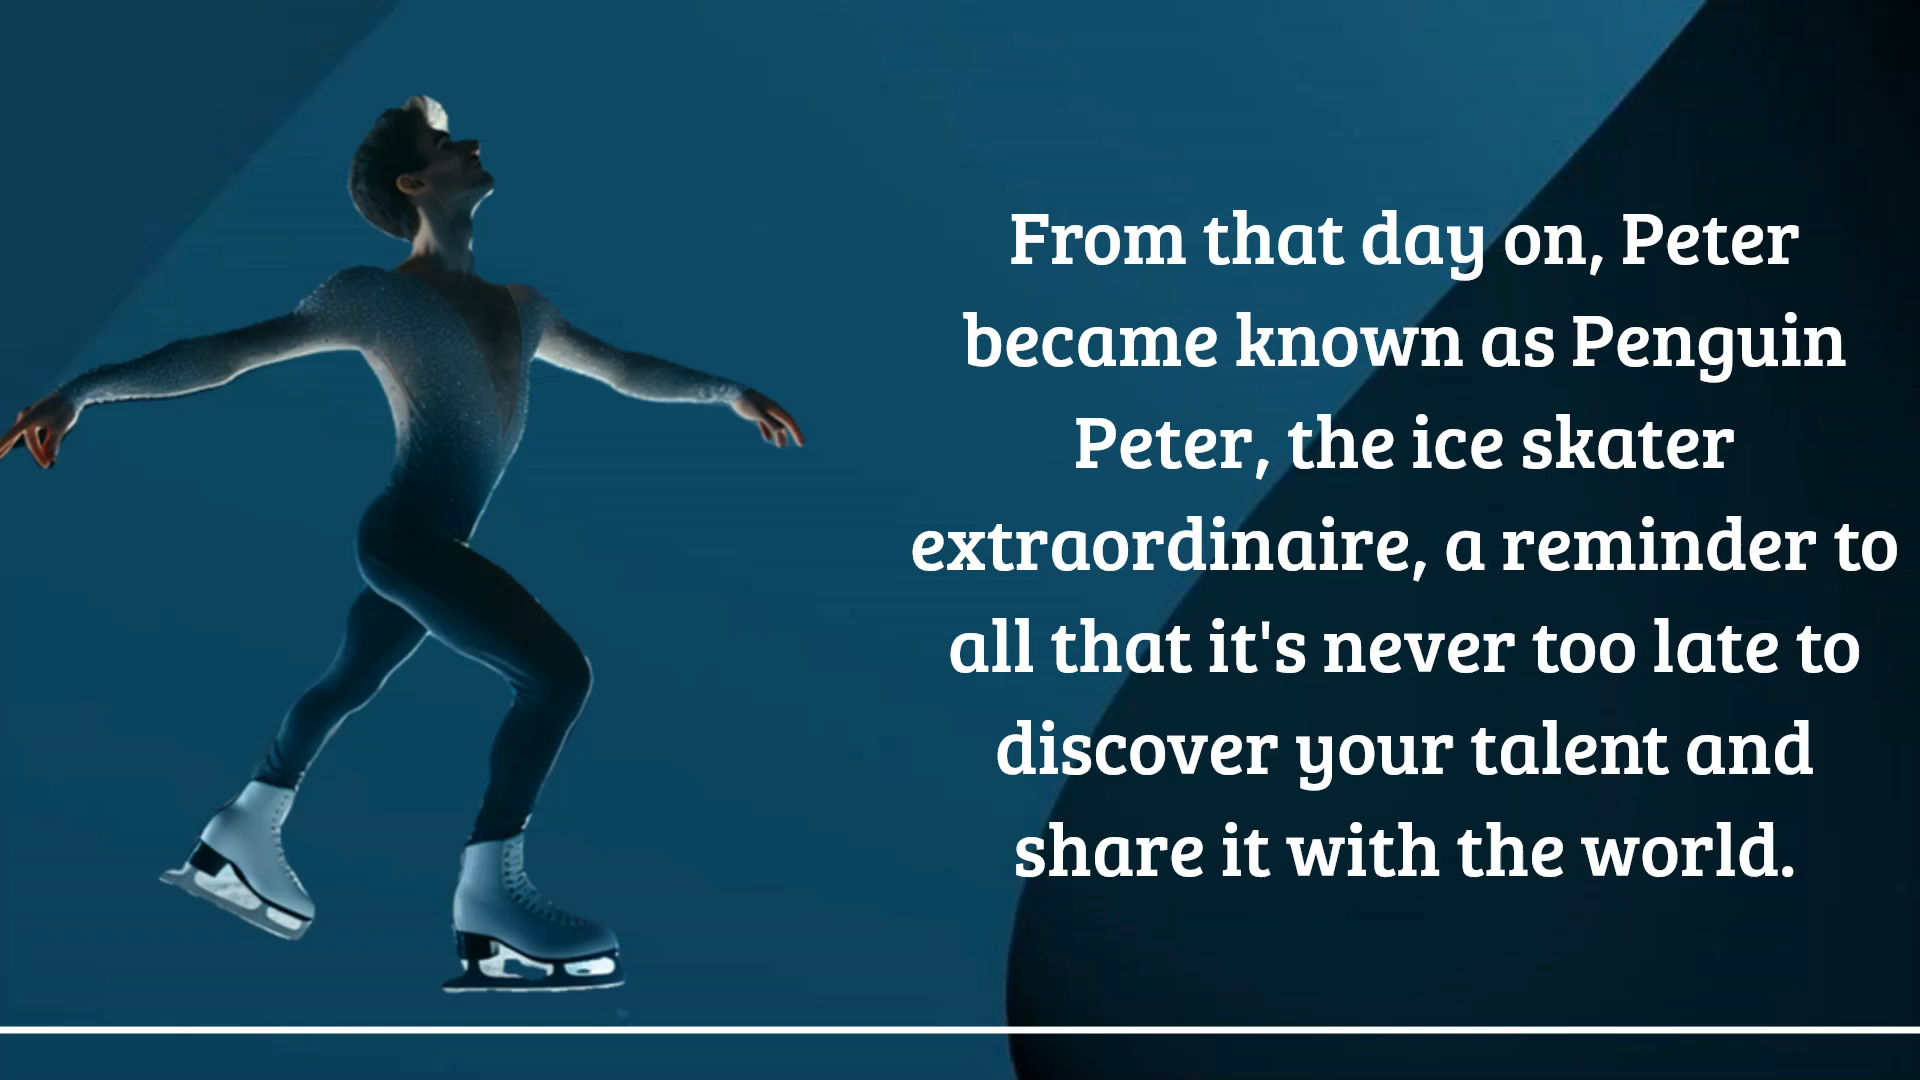 From that day on, Peter
became known as Penguin
Peter, the ice skater
extraordinaire, a reminder to
all that it's never too late to
discover your talent and
share it with the world.